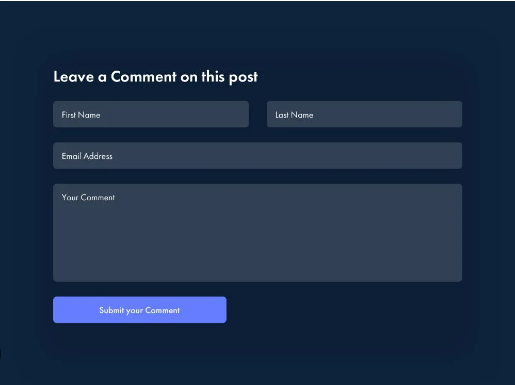 Leave a Comment on this post
First Name
Last Name
Email Address
Your Comment
Submit your Comment